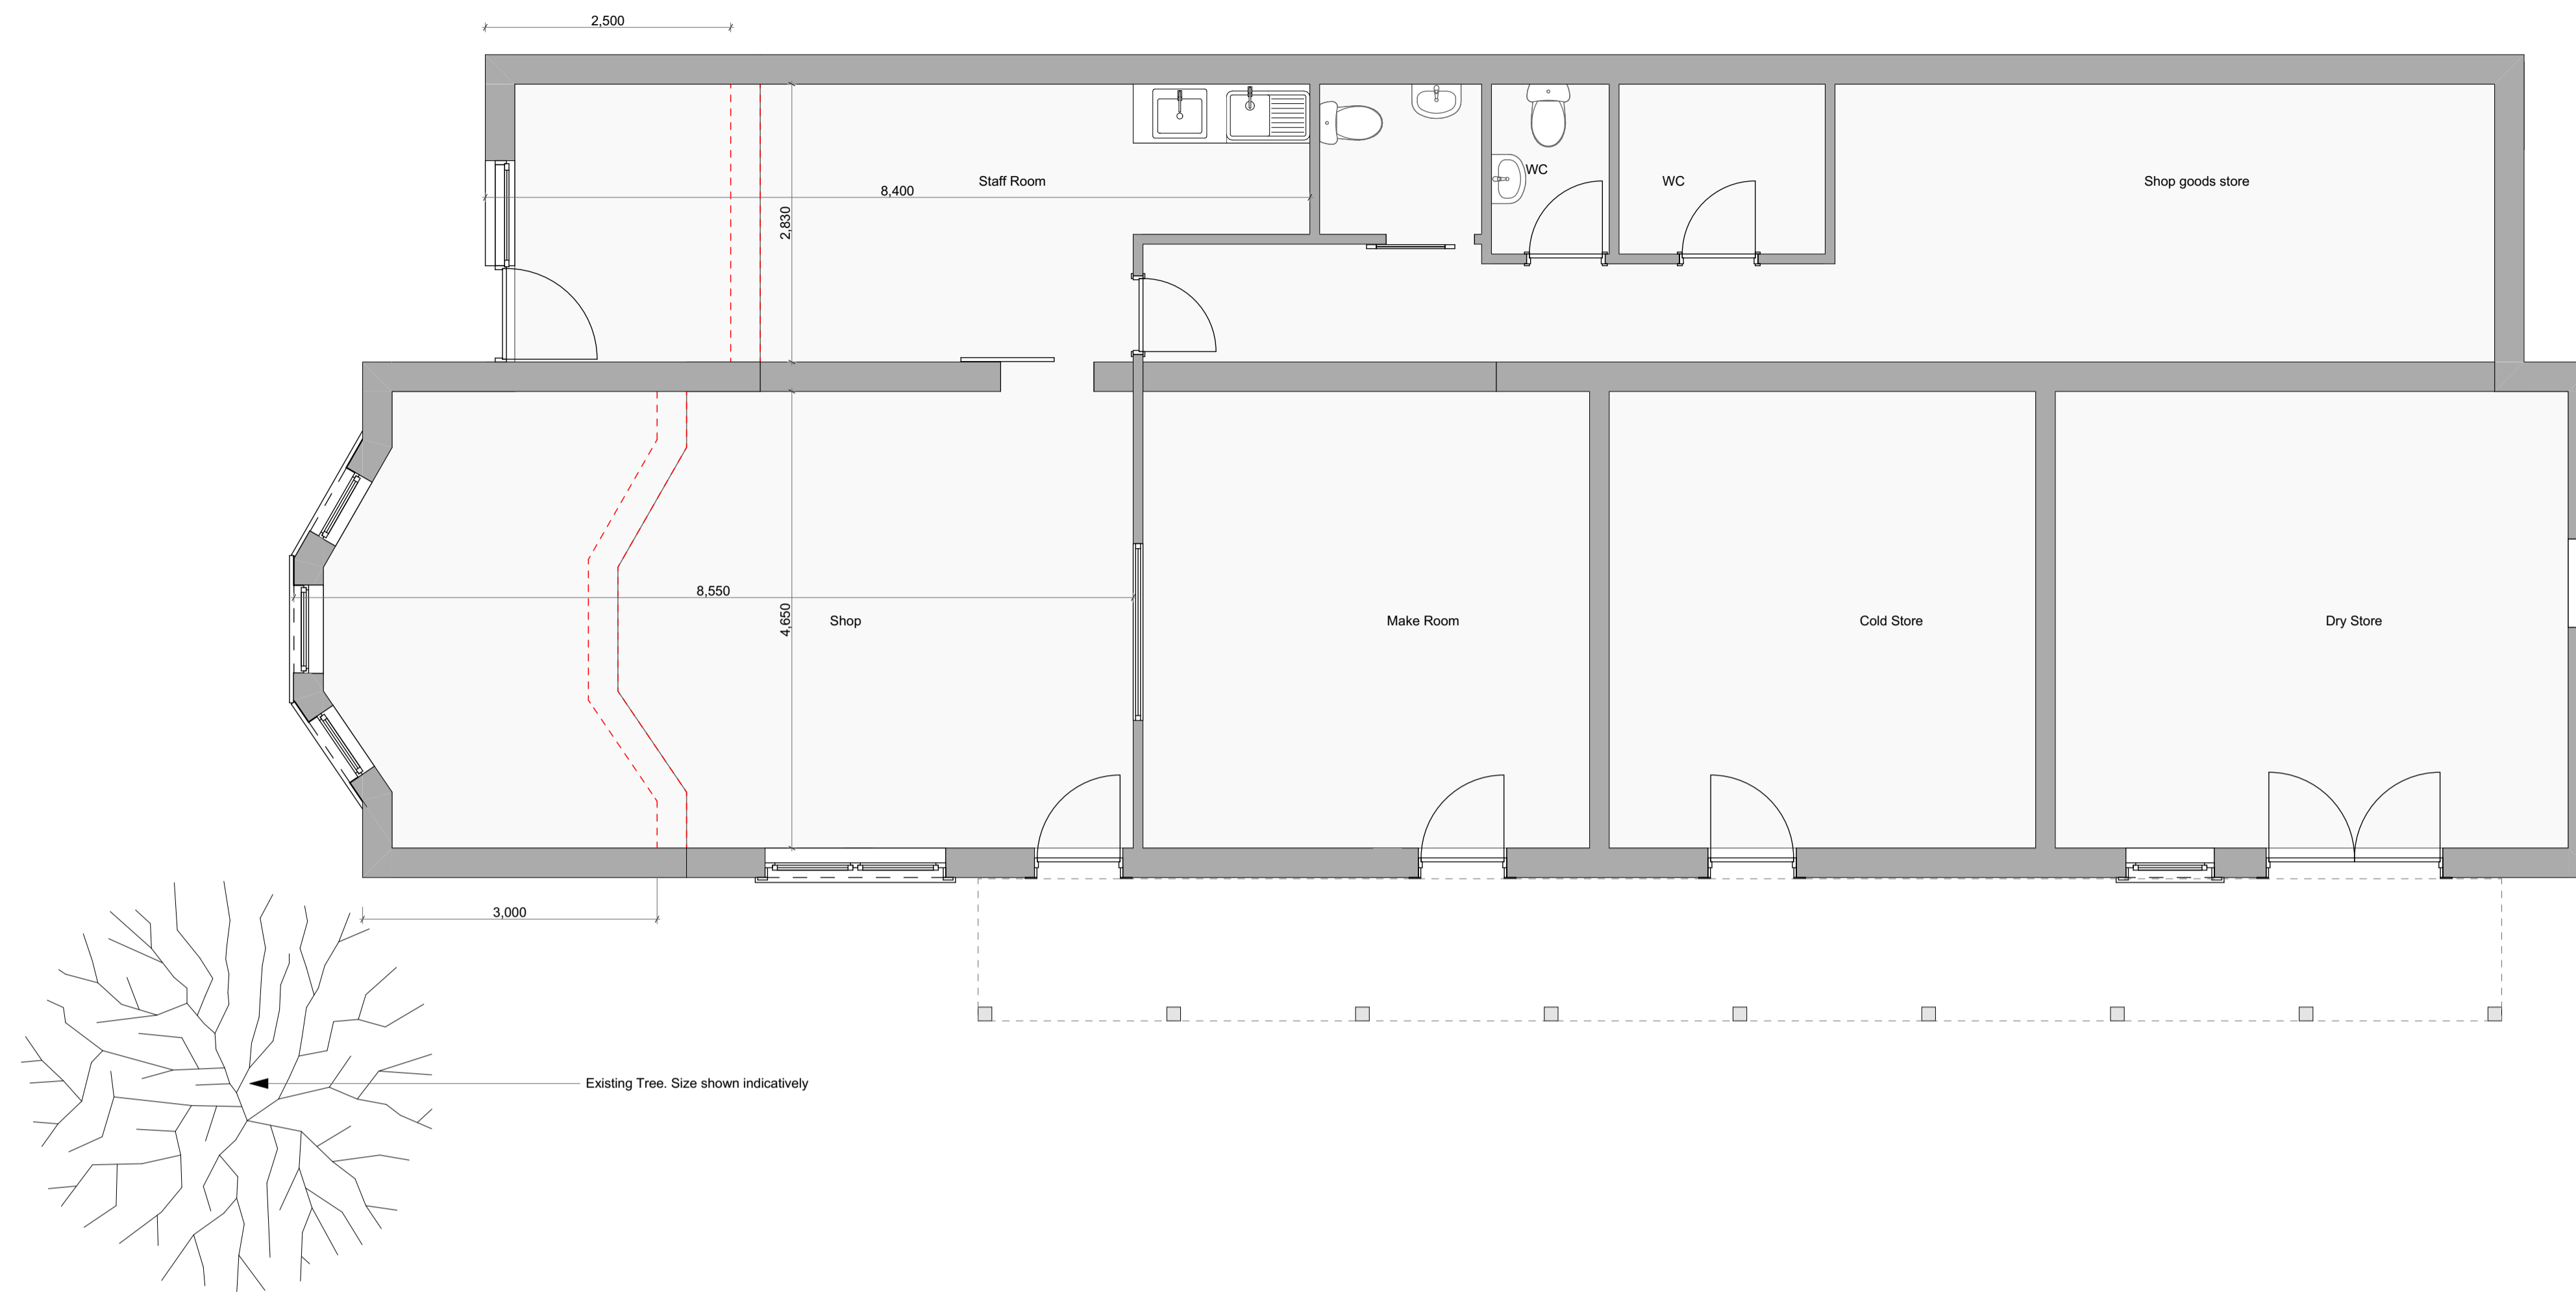 2,500
WC
Staff Room
WC
Shop goods store
8,400
2,830
8,550
4,650
Shop
Make Room
Cold Store
Dry Store
3,000
Existing Tree. Size shown indicatively